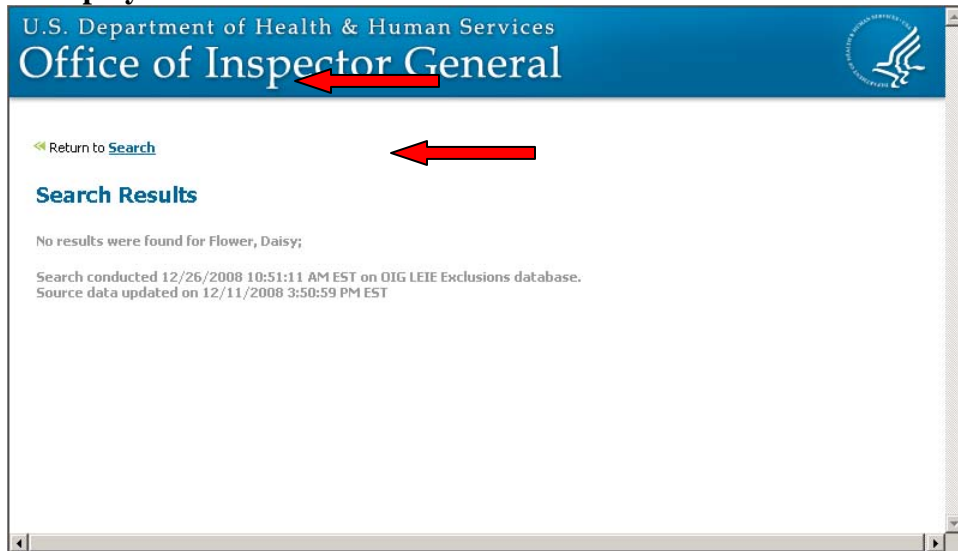 U.S. Department of Health & Human Services
Office of Inspector General
Return to Search
Search Results
No results were found for Flower, Daisy;
Search conducted 12/26/2008 10:51:11 AM EST on OIG LEIE Exclusions database.
Source data updated on 12/11/2008 3:50:59 PM EST